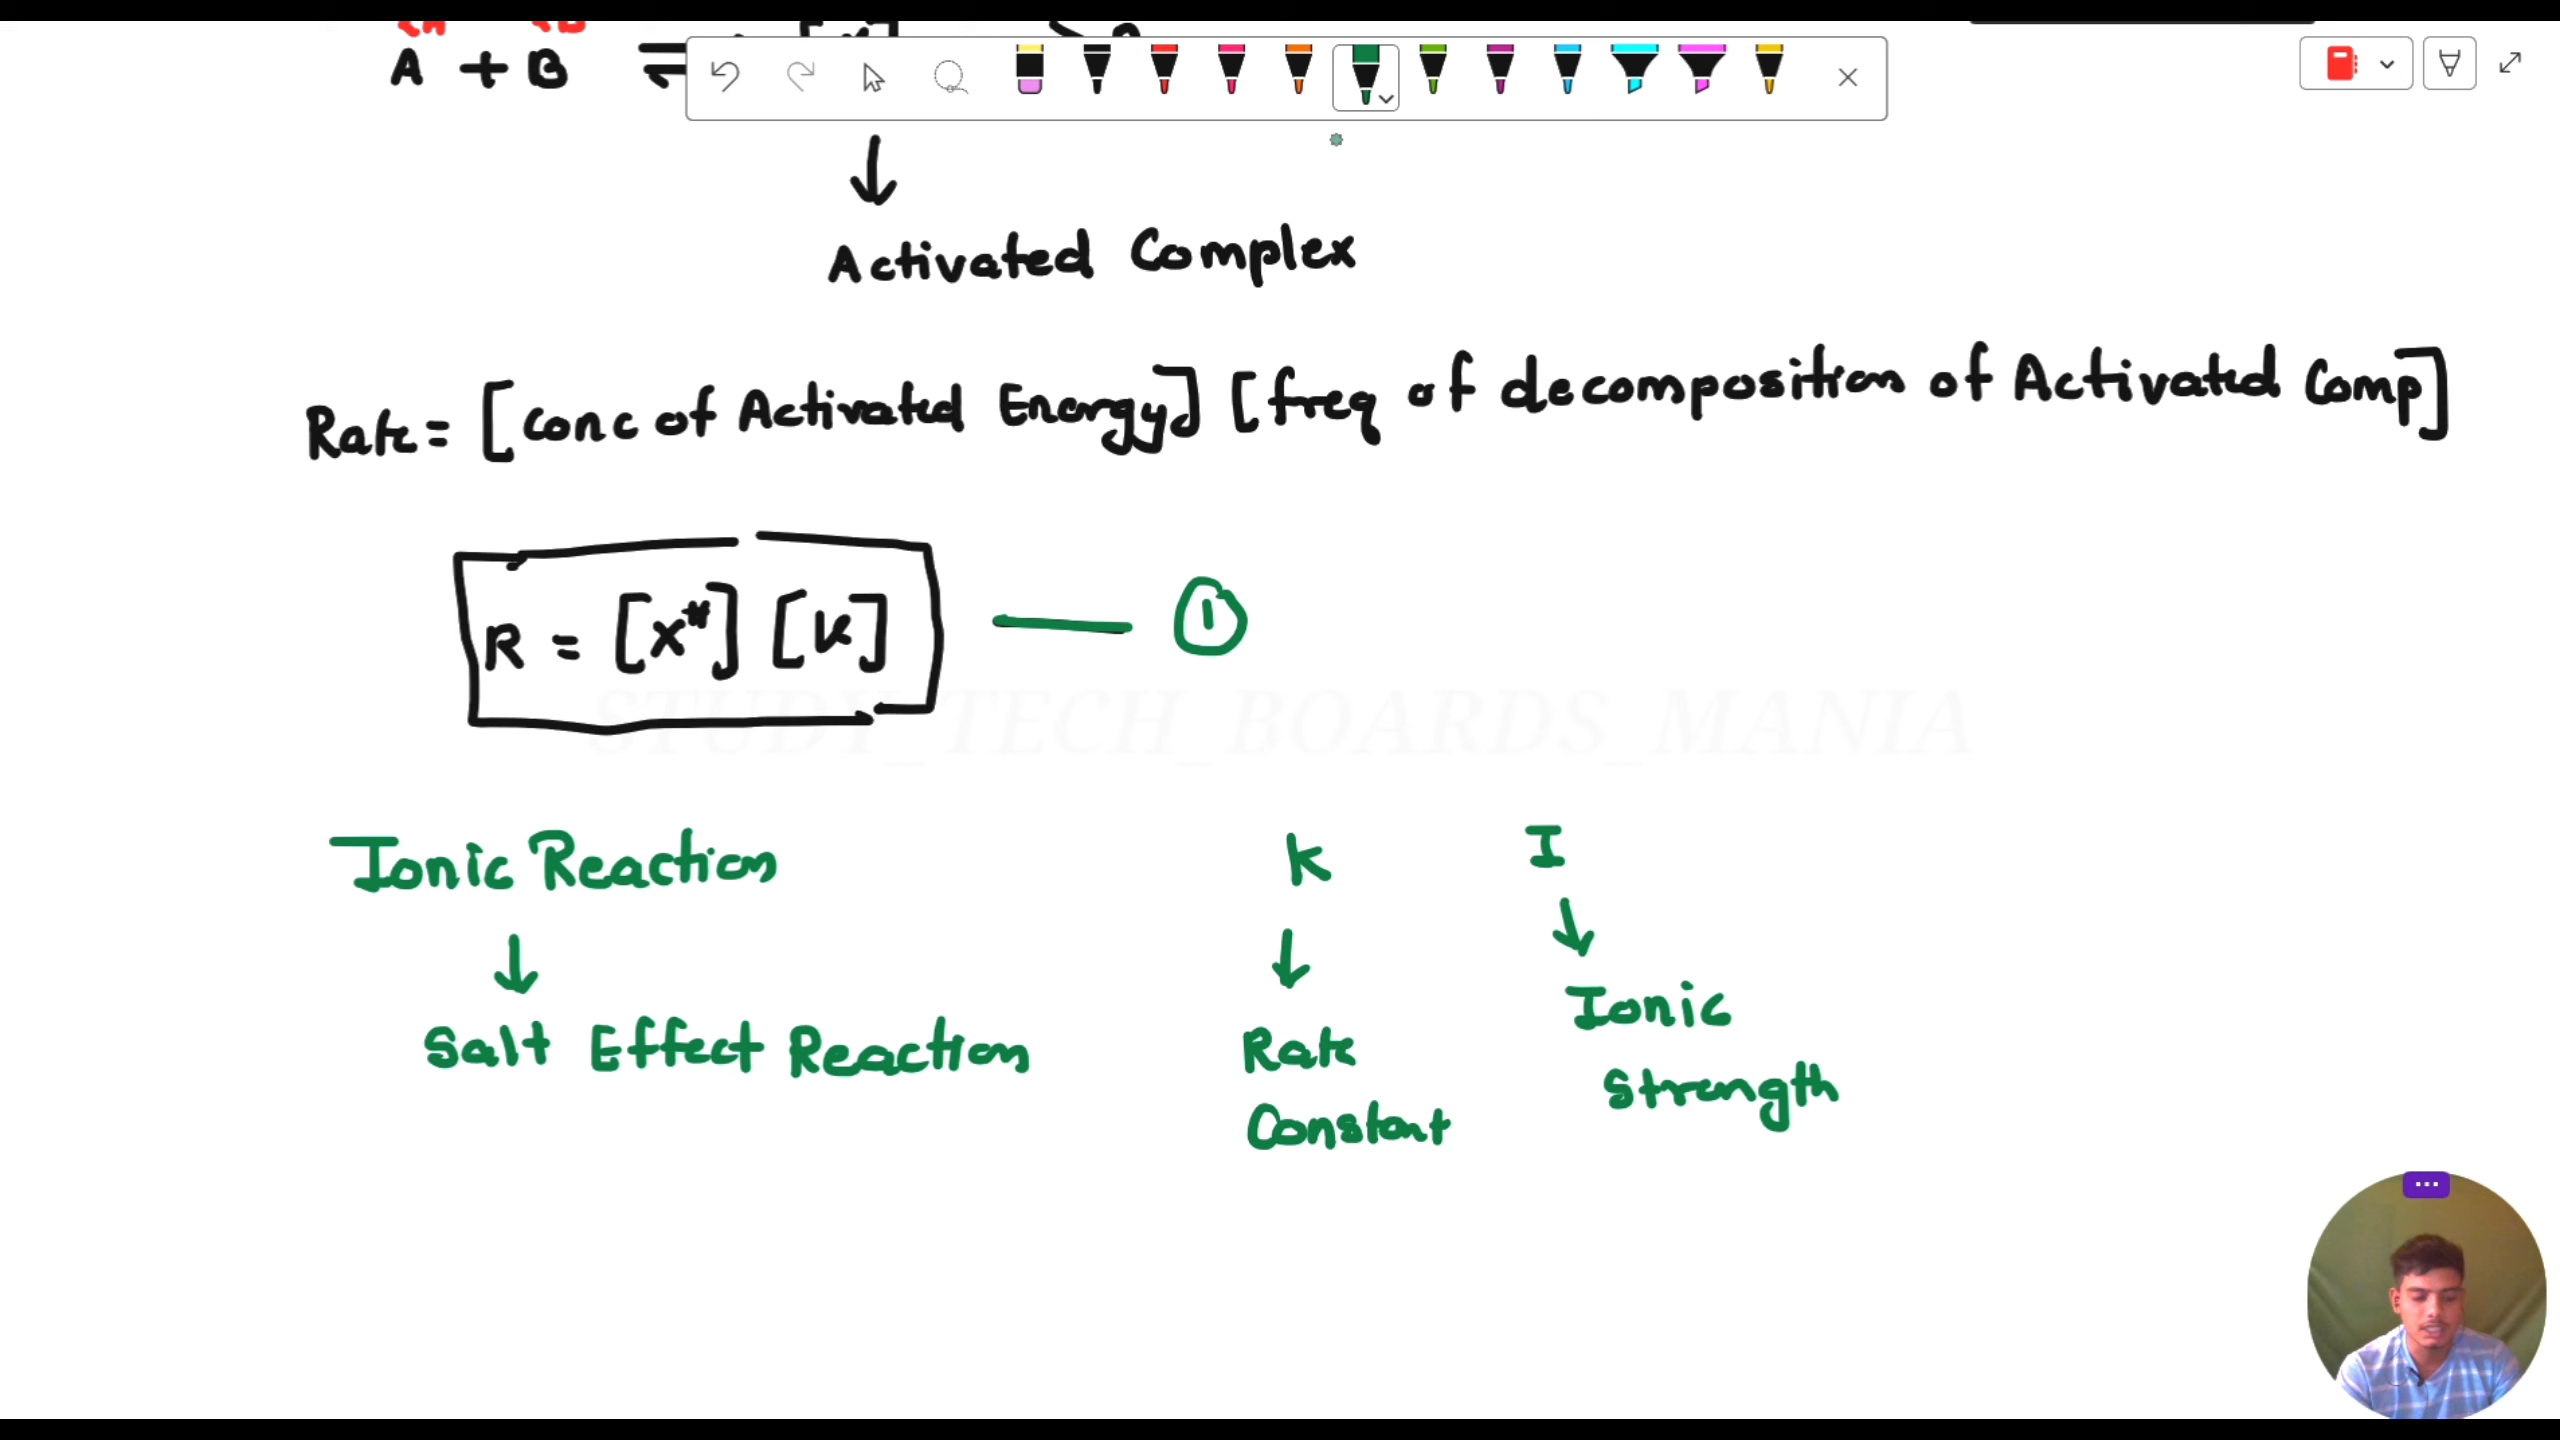 A + B ⇌
Activated Complex
Rate = [conc of Activated Energy] [freq of decomposition of Activated Comp]
R = [x*] [k] — 1
STUDY_TECH_BOARDS_MANIA
Ionic Reaction K I
Salt Effect Reaction Rate Constant Ionic Strength